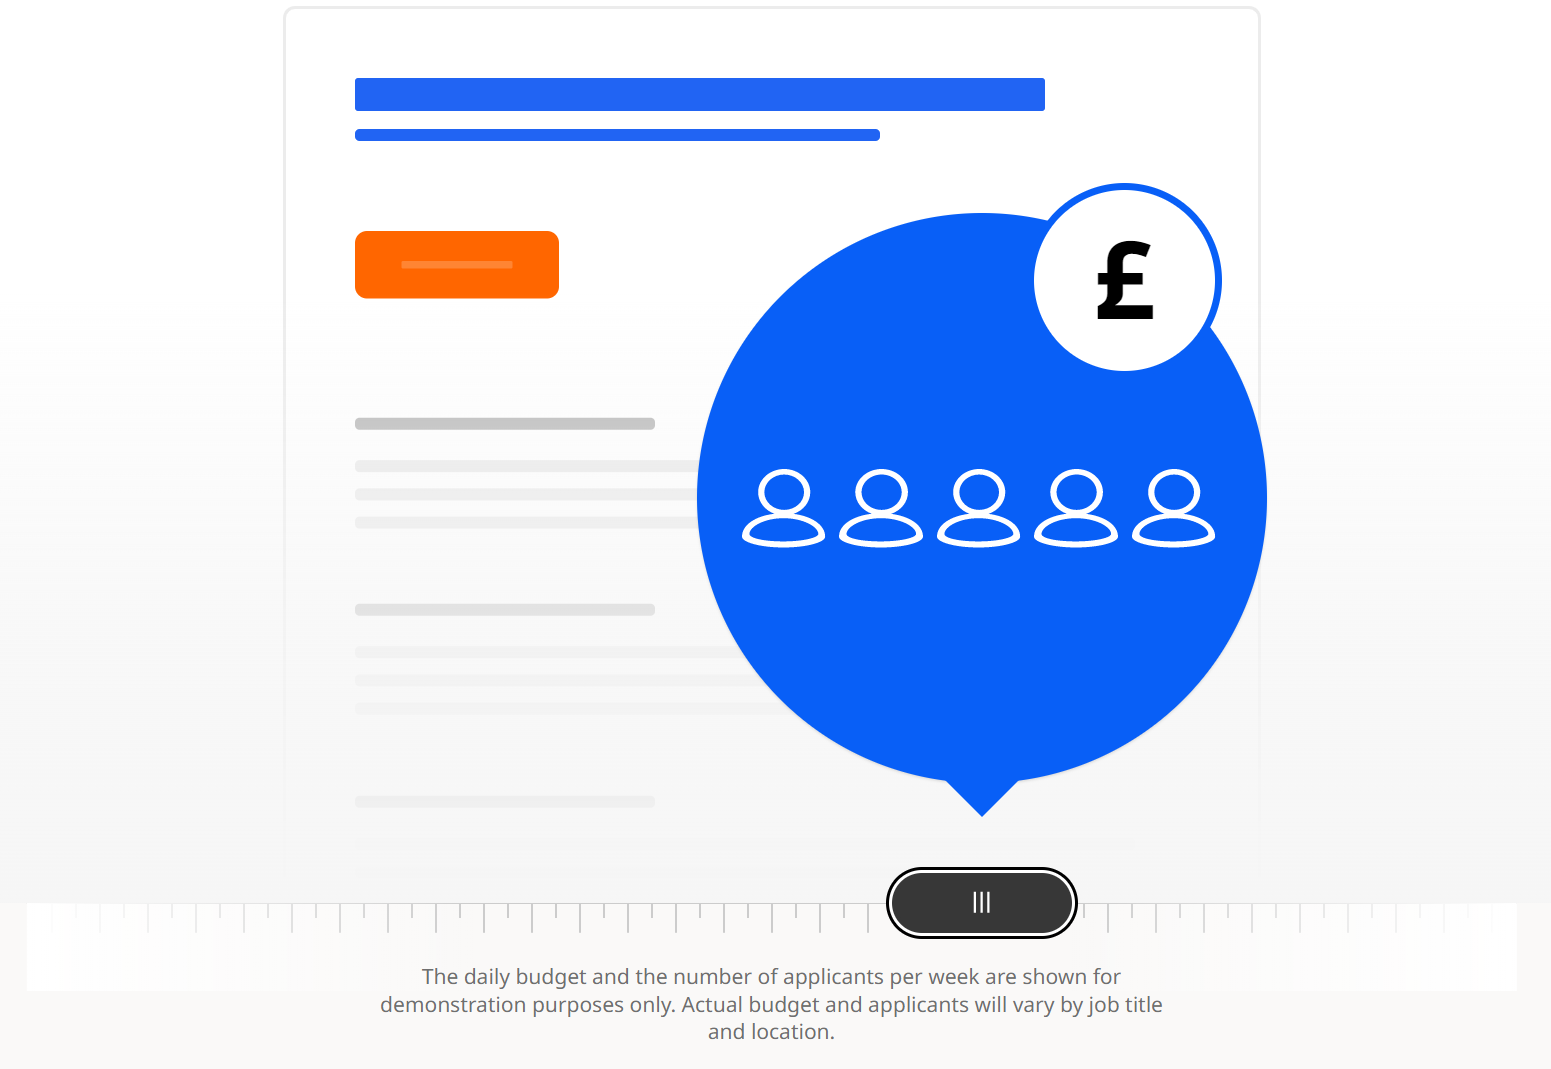 £
The daily budget and the number of applicants per week are shown for
demonstration purposes only. Actual budget and applicants will vary by job title
and location.